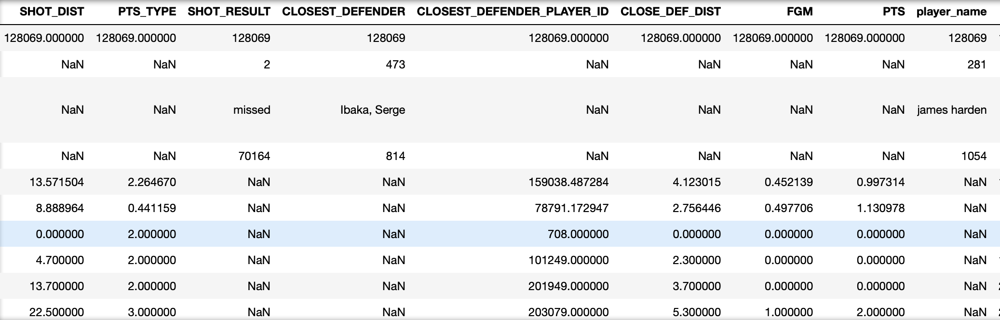 SHOT_DIST PTS_TYPE SHOT_RESULT CLOSEST_DEFENDER CLOSEST_DEFENDER_PLAYER_ID CLOSE_DEF_DIST FGM PTS player_name
128069.000000 128069.000000 128069 128069 128069.000000 128069.000000 128069.000000 128069.000000 128069
NaN NaN 2 473 NaN NaN NaN NaN 281
NaN NaN missed Ibaka, Serge NaN NaN NaN NaN james harden
NaN NaN 70164 814 NaN NaN NaN NaN 1054
13.571504 2.264670 NaN NaN 159038.487284 4.123015 0.452139 0.997314 NaN
8.888964 0.441159 NaN NaN 78791.172947 2.756446 0.497706 1.130978 NaN
0.000000 2.000000 NaN NaN 708.000000 0.000000 0.000000 0.000000 NaN
4.700000 2.000000 NaN NaN 101249.000000 2.300000 0.000000 0.000000 NaN
13.700000 2.000000 NaN NaN 201949.000000 3.700000 0.000000 0.000000 NaN
22.500000 3.000000 NaN NaN 203079.000000 5.300000 1.000000 2.000000 NaN